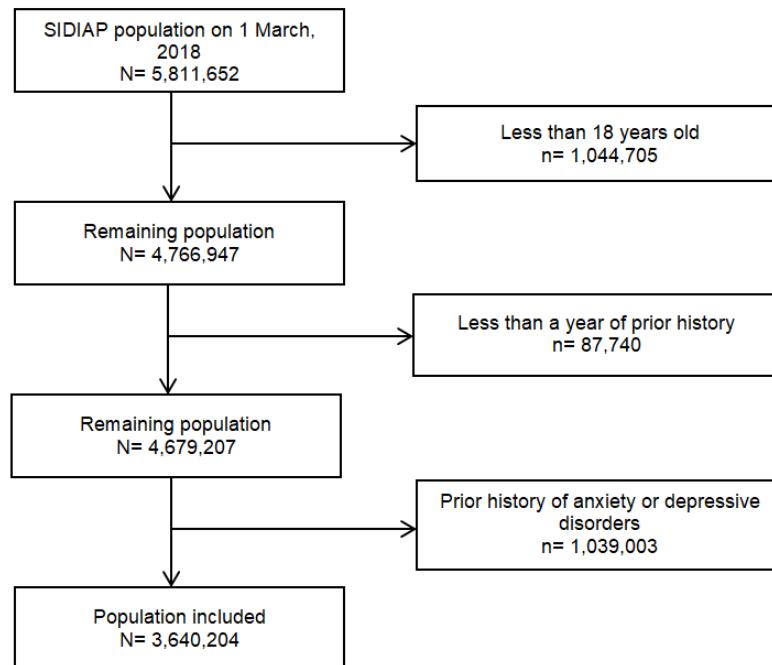 SIDIAP population on 1 March,
2018
N= 5,811,652
Less than 18 years old
n= 1,044,705
Remaining population
N= 4,766,947
Less than a year of prior history
n= 87,740
Remaining population
N= 4,679,207
Prior history of anxiety or depressive
disorders
n= 1,039,003
Population included
N= 3,640,204